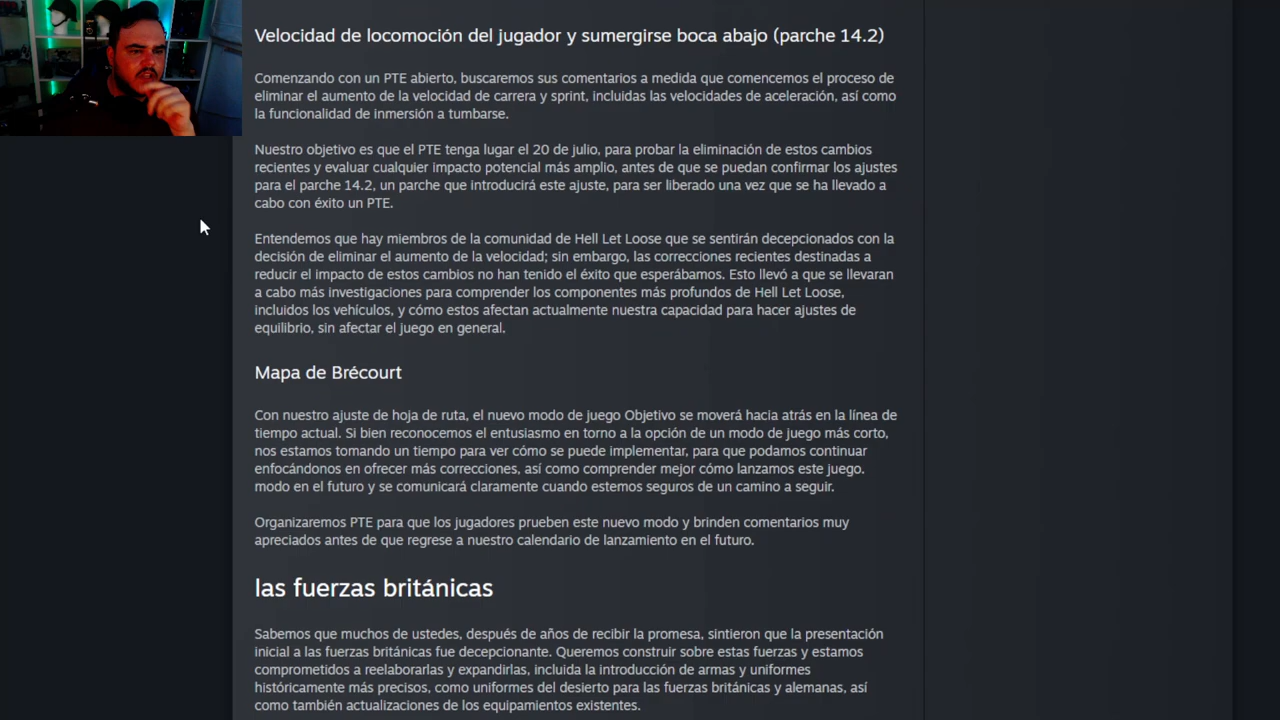 Velocidad de locomoción del jugador y sumergirse boca abajo (parche 14.2)
Comenzando con un PTE abierto, buscaremos sus comentarios a medida que comencemos el proceso de
eliminar el aumento de la velocidad de carrera y sprint, incluidas las velocidades de aceleración, así como
la funcionalidad de inmersión a tumbarse.
Nuestro objetivo es que el PTE tenga lugar el 20 de julio, para probar la eliminación de estos cambios
recientes y evaluar cualquier impacto potencial más amplio, antes de que se puedan confirmar los ajustes
para el parche 14.2, un parche que introducirá este ajuste, para ser liberado una vez que se ha llevado a
cabo con éxito un PTE.
Entendemos que hay miembros de la comunidad de Hell Let Loose que se sentirán decepcionados con la
decisión de eliminar el aumento de la velocidad; sin embargo, las correcciones recientes destinadas a
reducir el impacto de estos cambios no han tenido el éxito que esperábamos. Esto llevó a que se llevaran
a cabo más investigaciones para comprender los componentes más profundos de Hell Let Loose,
incluidos los vehículos, y cómo estos afectan actualmente nuestra capacidad para hacer ajustes de
equilibrio, sin afectar el juego en general.
Mapa de Brécourt
Con nuestro ajuste de hoja de ruta, el nuevo modo de juego Objetivo se moverá hacia atrás en la línea de
tiempo actual. Si bien reconocemos el entusiasmo en torno a la opción de un modo de juego más corto,
nos estamos tomando un tiempo para ver cómo se puede implementar, para que podamos continuar
enfocándonos en ofrecer más correcciones, así como comprender mejor cómo lanzamos este juego.
modo en el futuro y se comunicará claramente cuando estemos seguros de un camino a seguir.
Organizaremos PTE para que los jugadores prueben este nuevo modo y brinden comentarios muy
apreciados antes de que regrese a nuestro calendario de lanzamiento en el futuro.
las fuerzas británicas
Sabemos que muchos de ustedes, después de años de recibir la promesa, sintieron que la presentación
inicial a las fuerzas británicas fue decepcionante. Queremos construir sobre estas fuerzas y estamos
comprometidos a reelaborarlas y expandirlas, incluida la introducción de armas y uniformes
históricamente más precisos, como uniformes del desierto para las fuerzas británicas y alemanas, así
como también actualizaciones de los equipamientos existentes.